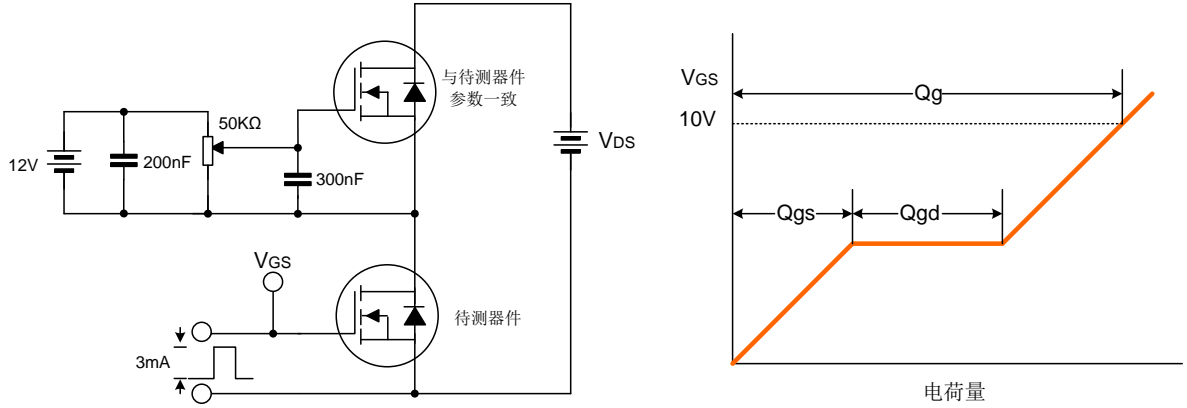 与待测器件
参数一致
50KΩ
12V
200nF
300nF
VDS
VGS
待测器件
3mA
VGS
10V
Qg
Qgs
Qgd
电荷量